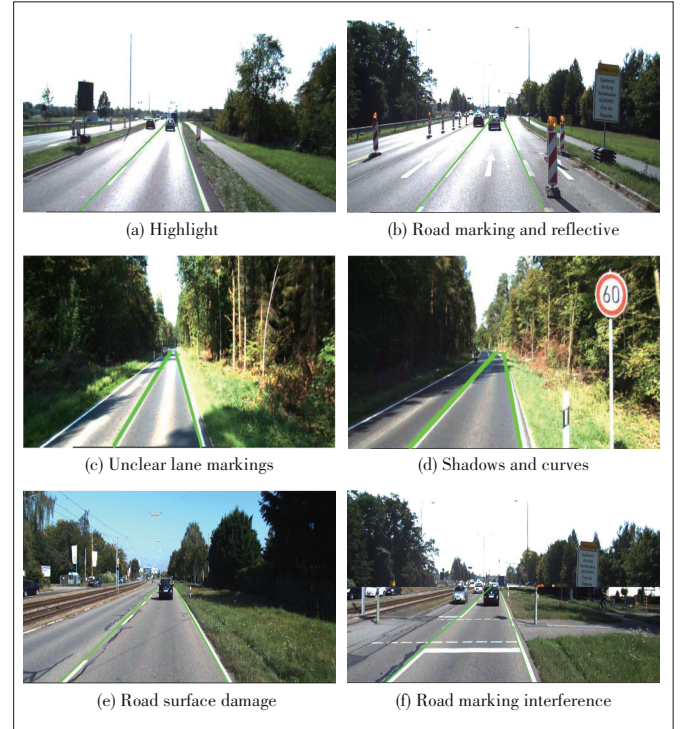 (a) Highlight
(b) Road marking and reflective
60
(c) Unclear lane markings
(d) Shadows and curves
(e) Road surface damage
(f) Road marking interference